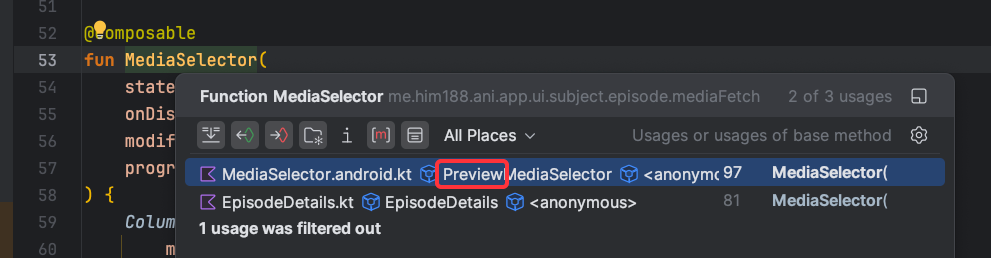 51
52 @Composable
53 fun MediaSelector(
54 state
Function MediaSelector me.him188.ani.app.ui.subject.episode.mediaFetch 2 of 3 usages
55 onDis
56 modif
All Places Usages or usages of base method
57 progr
MediaSelector.android.kt PreviewMediaSelector <anonymo 97 MediaSelector(
58 ) {
EpisodeDetails.kt EpisodeDetails <anonymous> 81 MediaSelector(
59 Colum
1 usage was filtered out
60 m